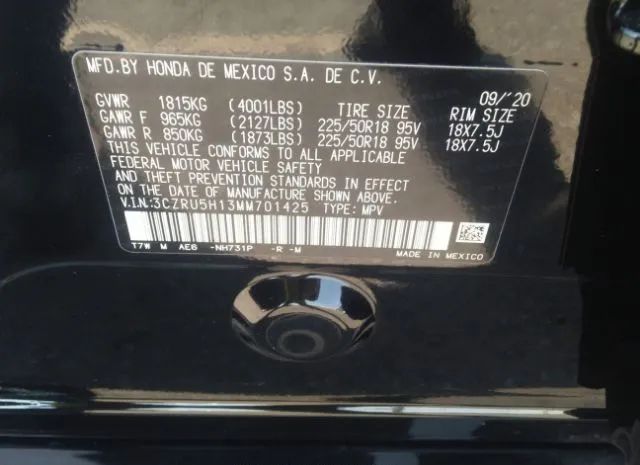 MFD.BY HONDA DE MEXICO S.A. DE C.V.
09/'20
GVWR 1815KG (4001LBS) TIRE SIZE RIM SIZE
GAWR F 965KG (2127LBS) 225/50R18 95V 18X7.5J
GAWR R 850KG (1873LBS) 225/50R18 95V 18X7.5J
THIS VEHICLE CONFORMS TO ALL APPLICABLE
FEDERAL MOTOR VEHICLE SAFETY
AND THEFT PREVENTION STANDARDS IN EFFECT
ON THE DATE OF MANUFACTURE SHOWN ABOVE.
V.I.N.:3CZRU5H13MM701425 TYPE: MPV
T7W M AE6 -NH731P -R -M
MADE IN MEXICO